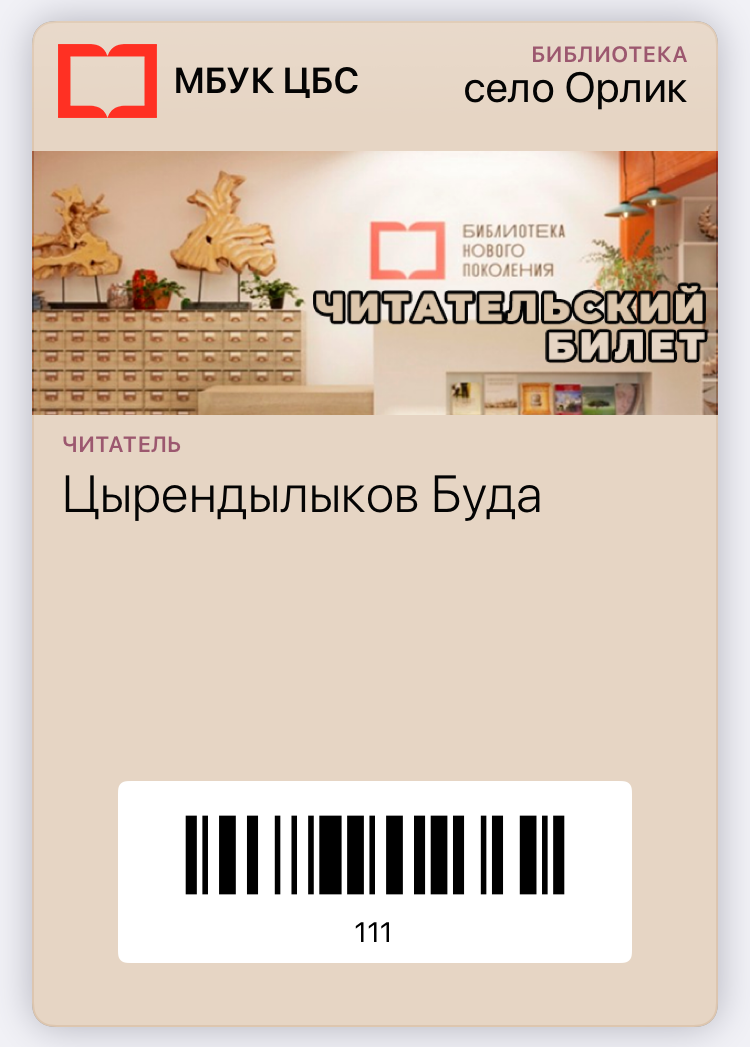 МБУК ЦБС
БИБЛИОТЕКА
село Орлик
БИБЛИОТЕКА
НОВОГО
ПОКОЛЕНИЯ
ЧИТАТЕЛЬСКИЙ
БИЛЕТ
ЧИТАТЕЛЬ
Цырендылыков Буда
111